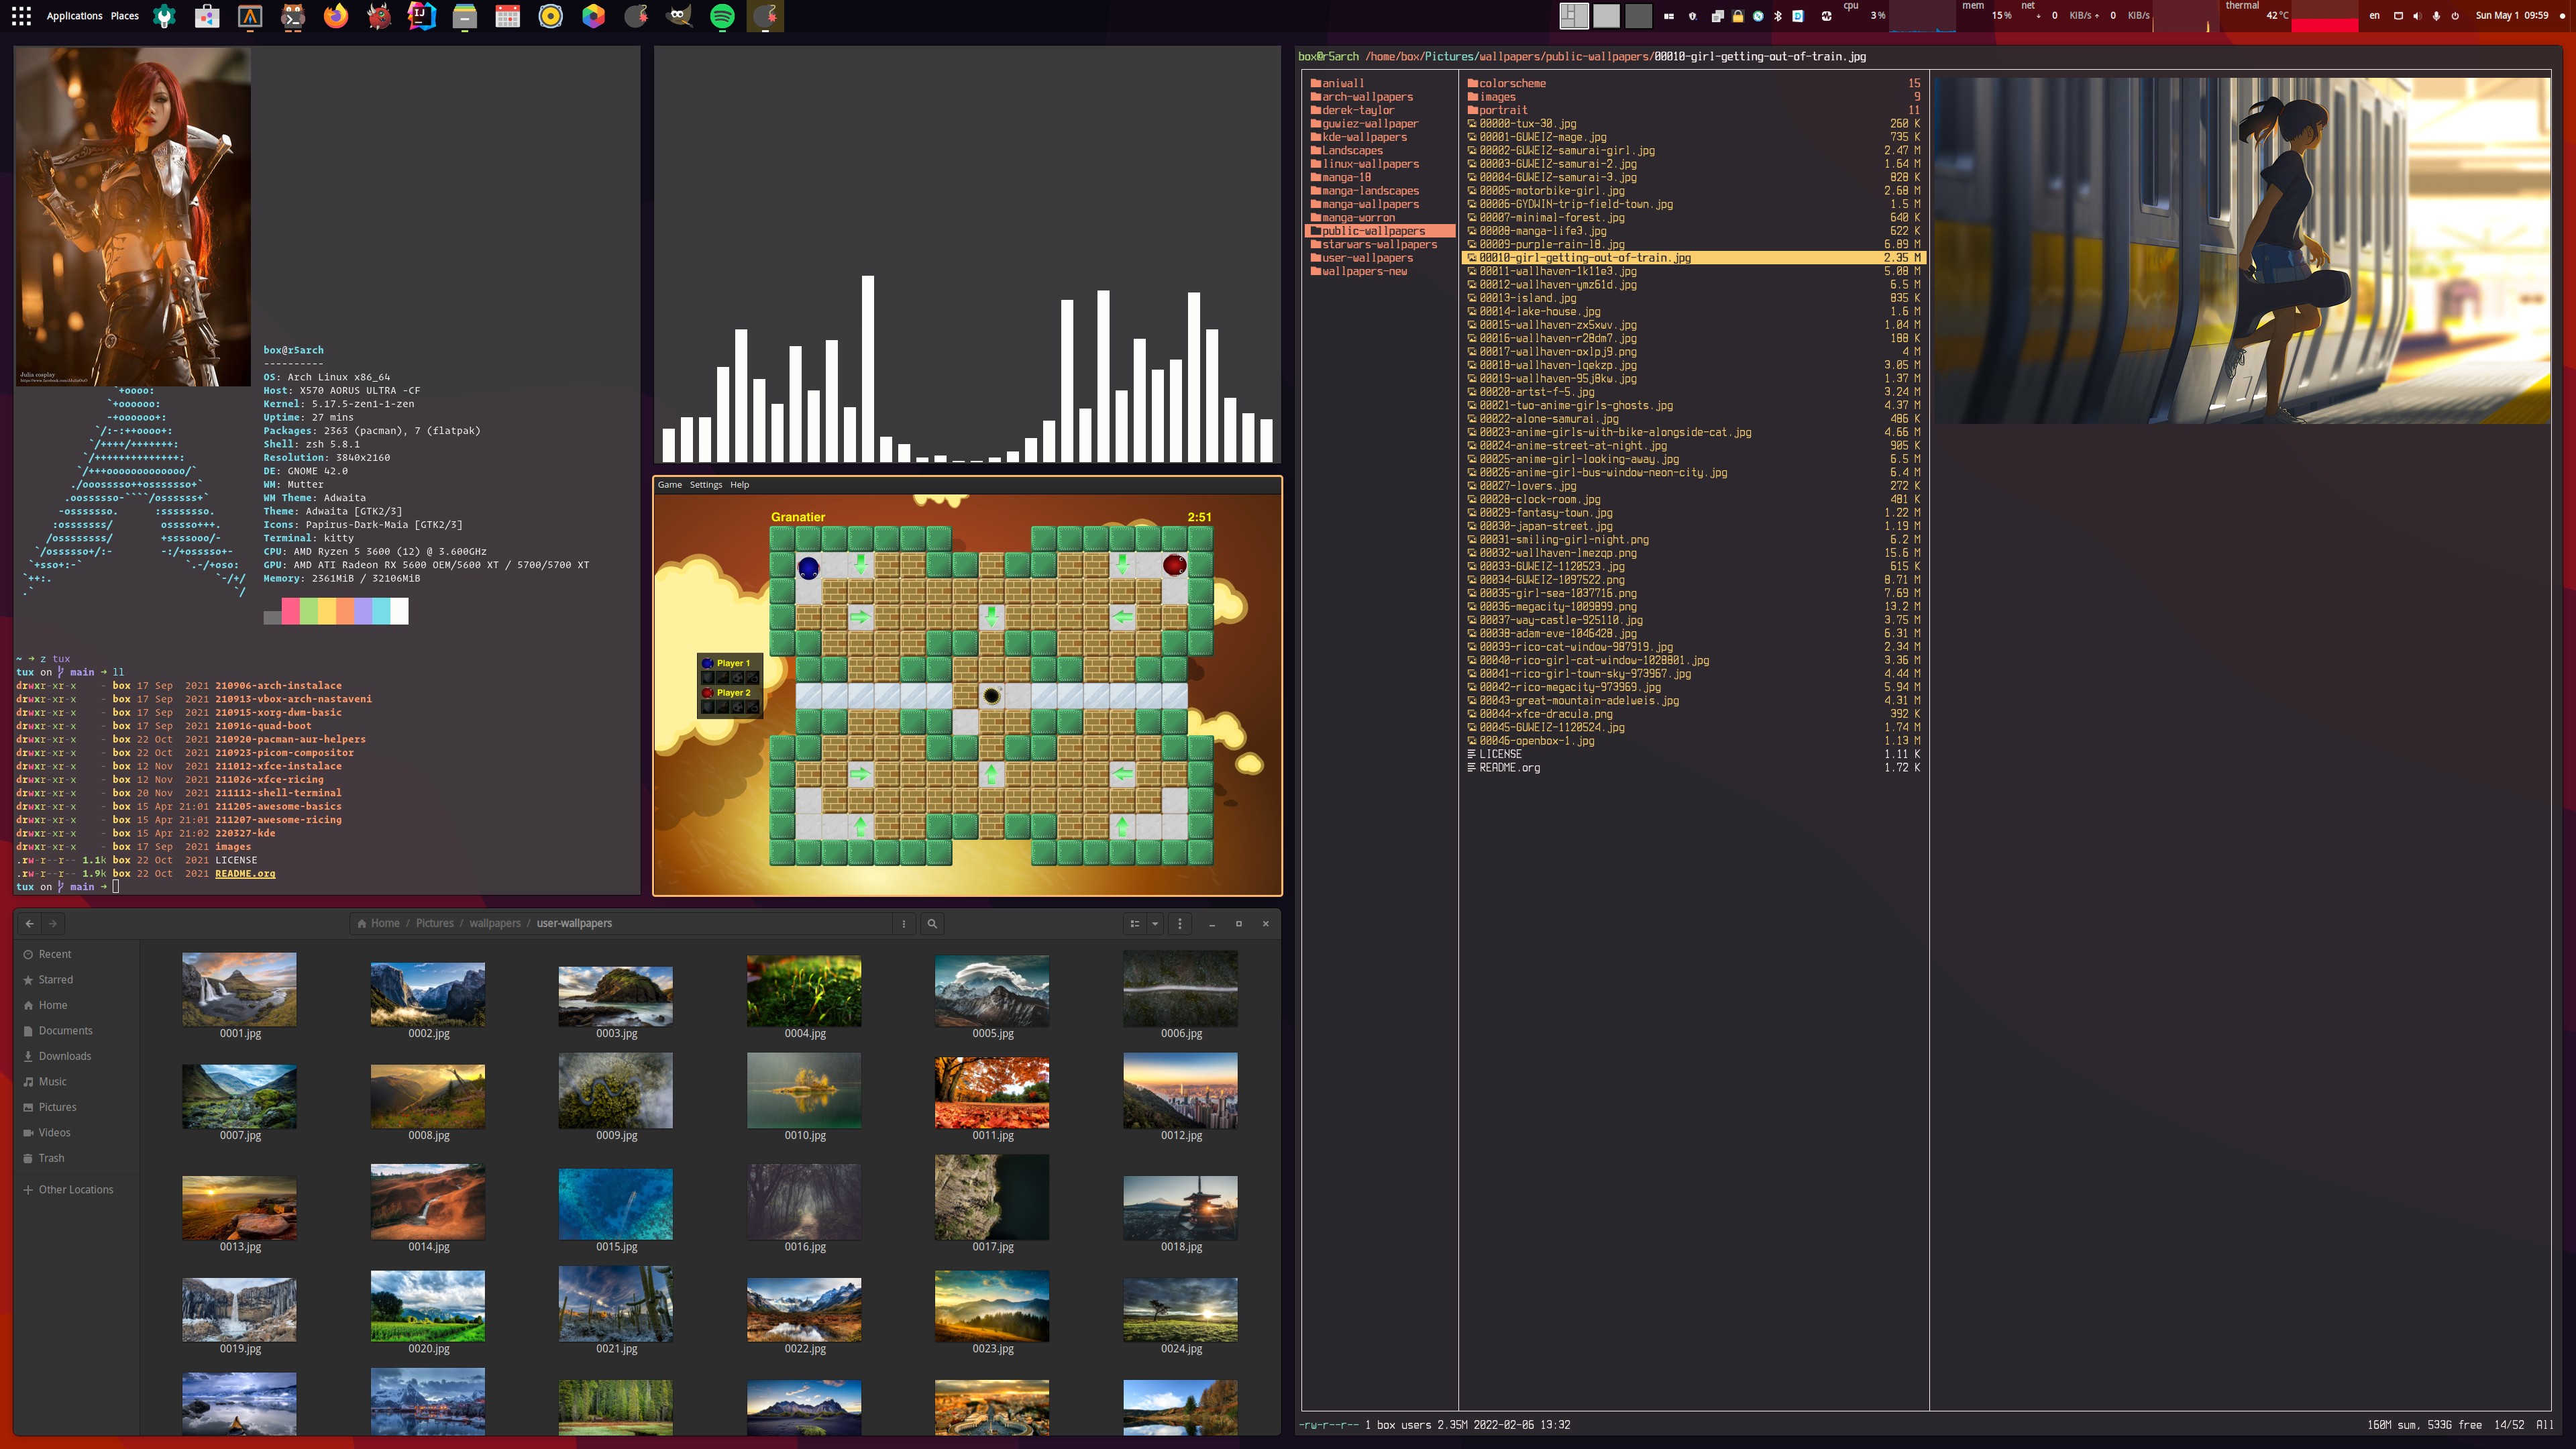 Applications Places
cpu 3 % mem 15 % net 0 KiB/s 0 KiB/s thermal 42 °C en Sun May 1 09:59
Julia cosplay
box@r5arch
----------
OS: Arch Linux x86_64
Host: X570 AORUS ULTRA -CF
Kernel: 5.17.5-zen1-1-zen
Uptime: 27 mins
Packages: 2363 (pacman), 7 (flatpak)
Shell: zsh 5.8.1
Resolution: 3840x2160
DE: GNOME 42.0
WM: Mutter
WM Theme: Adwaita
Theme: Adwaita [GTK2/3]
Icons: Papirus-Dark-Maia [GTK2/3]
Terminal: kitty
CPU: AMD Ryzen 5 3600 (12) @ 3.600GHz
GPU: AMD ATI Radeon RX 5600 OEM/5600 XT / 5700/5700 XT
Memory: 2361MiB / 32106MiB
~ ➜ z tux
tux on main ➜ ll
drwxr-xr-x - box 17 Sep 2021 210906-arch-instalace
drwxr-xr-x - box 17 Sep 2021 210913-vbox-arch-nastaveni
drwxr-xr-x - box 17 Sep 2021 210915-xorg-dwm-basic
drwxr-xr-x - box 17 Sep 2021 210916-quad-boot
drwxr-xr-x - box 22 Oct 2021 210920-pacman-aur-helpers
drwxr-xr-x - box 22 Oct 2021 210923-picom-compositor
drwxr-xr-x - box 12 Nov 2021 211012-xfce-instalace
drwxr-xr-x - box 12 Nov 2021 211026-xfce-ricing
drwxr-xr-x - box 20 Nov 2021 211112-shell-terminal
drwxr-xr-x - box 15 Apr 21:01 211205-awesome-basics
drwxr-xr-x - box 15 Apr 21:01 211207-awesome-ricing
drwxr-xr-x - box 15 Apr 21:02 220327-kde
drwxr-xr-x - box 17 Sep 2021 images
.rw-r--r-- 1.1k box 22 Oct 2021 LICENSE
.rw-r--r-- 1.9k box 22 Oct 2021 README.org
tux on main ➜
Game Settings Help
Granatier 2:51
Player 1
Player 2
Home / Pictures / wallpapers / user-wallpapers
Recent
Starred
Home
Documents
Downloads
Music
Pictures
Videos
Trash
Other Locations
0001.jpg 0002.jpg 0003.jpg 0004.jpg 0005.jpg 0006.jpg
0007.jpg 0008.jpg 0009.jpg 0010.jpg 0011.jpg 0012.jpg
0013.jpg 0014.jpg 0015.jpg 0016.jpg 0017.jpg 0018.jpg
0019.jpg 0020.jpg 0021.jpg 0022.jpg 0023.jpg 0024.jpg
box@r5arch /home/box/Pictures/wallpapers/public-wallpapers/00010-girl-getting-out-of-train.jpg
aniwall
arch-wallpapers
derek-taylor
guwiez-wallpaper
kde-wallpapers
Landscapes
linux-wallpapers
manga-18
manga-landscapes
manga-wallpapers
manga-worron
public-wallpapers
starwars-wallpapers
user-wallpapers
wallpapers-new
colorscheme 15
images 9
portrait 11
00000-tux-30.jpg 260 K
00001-GUWEIZ-mage.jpg 735 K
00002-GUWEIZ-samurai-girl.jpg 2.47 M
00003-GUWEIZ-samurai-2.jpg 1.64 M
00004-GUWEIZ-samurai-3.jpg 828 K
00005-motorbike-girl.jpg 2.68 M
00006-GYDWIN-trip-field-town.jpg 1.5 M
00007-minimal-forest.jpg 640 K
00008-manga-life3.jpg 622 K
00009-purple-rain-18.jpg 6.89 M
00010-girl-getting-out-of-train.jpg 2.35 M
00011-wallhaven-1k11e3.jpg 5.08 M
00012-wallhaven-ymz61d.jpg 6.5 M
00013-island.jpg 835 K
00014-lake-house.jpg 1.6 M
00015-wallhaven-zx5xwv.jpg 1.04 M
00016-wallhaven-r28dm7.jpg 188 K
00017-wallhaven-oxlpj9.png 4 M
00018-wallhaven-lqekzp.jpg 3.05 M
00019-wallhaven-95j8kw.jpg 1.37 M
00020-artst-f-5.jpg 3.24 M
00021-two-anime-girls-ghosts.jpg 4.37 M
00022-alone-samurai.jpg 486 K
00023-anime-girls-with-bike-alongside-cat.jpg 4.66 M
00024-anime-street-at-night.jpg 905 K
00025-anime-girl-looking-away.jpg 6.5 M
00026-anime-girl-bus-window-neon-city.jpg 6.4 M
00027-lovers.jpg 272 K
00028-clock-room.jpg 481 K
00029-fantasy-town.jpg 1.22 M
00030-japan-street.jpg 1.19 M
00031-smiling-girl-night.png 6.2 M
00032-wallhaven-lmezqp.png 15.6 M
00033-GUWEIZ-1120523.jpg 615 K
00034-GUWEIZ-1097522.png 8.71 M
00035-girl-sea-1037716.png 7.69 M
00036-megacity-1009899.png 13.2 M
00037-way-castle-925110.jpg 3.75 M
00038-adam-eve-1046428.jpg 6.31 M
00039-rico-cat-window-987919.jpg 2.34 M
00040-rico-girl-cat-window-1028801.jpg 3.36 M
00041-rico-girl-town-sky-973967.jpg 4.44 M
00042-rico-megacity-973969.jpg 5.94 M
00043-great-mountain-adelweis.jpg 4.31 M
00044-xfce-dracula.png 392 K
00045-GUWEIZ-1120524.jpg 1.74 M
00046-openbox-1.jpg 1.13 M
LICENSE 1.11 K
README.org 1.72 K
-rw-r--r-- 1 box users 2.35M 2022-02-06 13:32 160M sum, 533G free 14/52 All